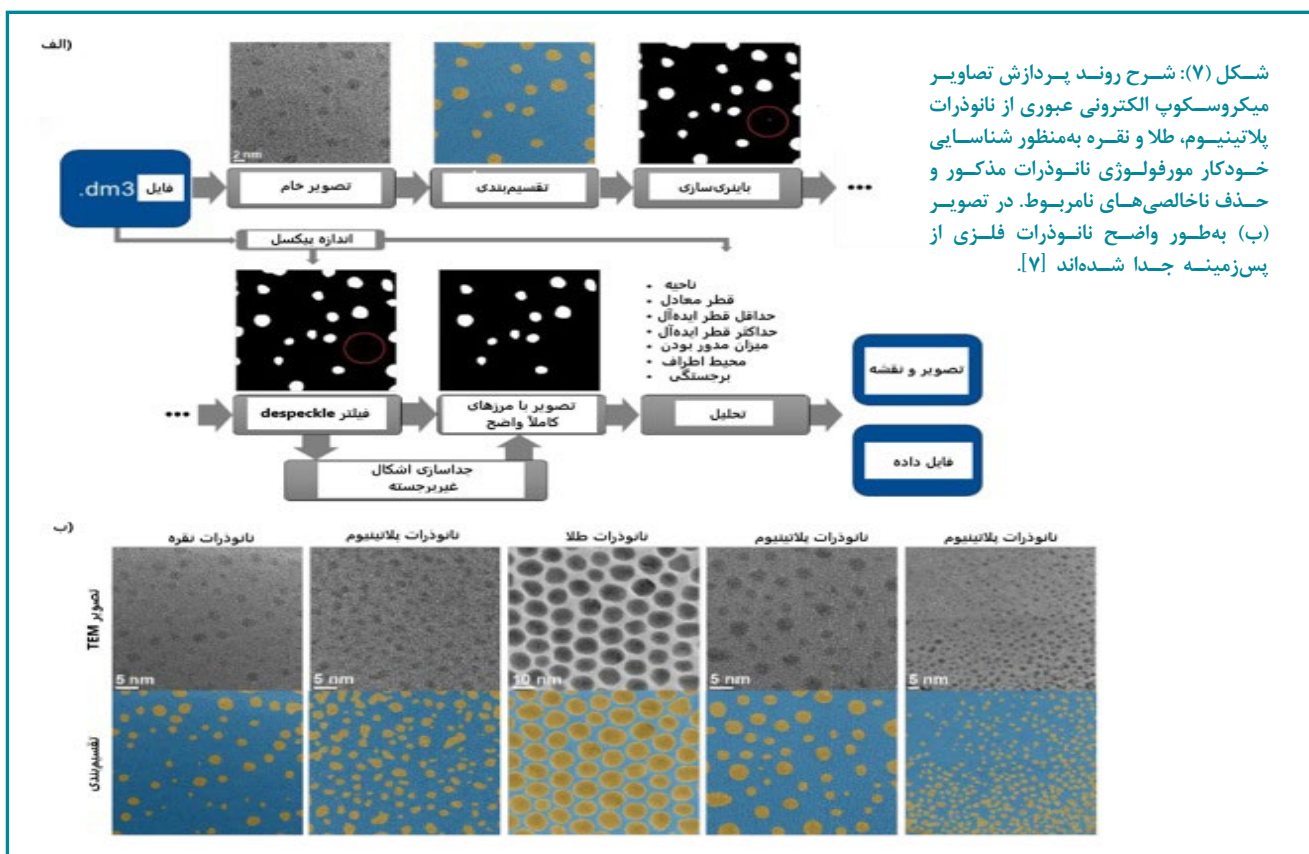 شکل (۷): شرح روند پردازش تصاویر
میکروسکوپ الکترونی عبوری از نانوذرات
پلاتینیوم، طلا و نقره به‌منظور شناسایی
خودکار مورفولوژی نانوذرات مذکور و
حذف ناخالصی‌های نامربوط. در تصویر
(ب) به‌طور واضح نانوذرات فلزی از
پس‌زمینه جدا شده‌اند [۷].
(الف
2 nm
فایل .dm3
تصویر خام
تقسیم‌بندی
باینری‌سازی
•••
اندازه پیکسل
• ناحیه
• قطر معادل
• حداقل قطر ایده‌آل
• حداکثر قطر ایده‌آل
• میزان مدور بودن
• محیط اطراف
• برجستگی
•••
فیلتر despeckle
تصویر با مرزهای
کاملاً واضح
تحلیل
تصویر و نقشه
فایل داده
جداسازی اشکال
غیربرجسته
(ب
نانوذرات نقره
نانوذرات پلاتینیوم
نانوذرات طلا
نانوذرات پلاتینیوم
نانوذرات پلاتینیوم
تصویر TEM
5 nm
5 nm
10 nm
5 nm
5 nm
تقسیم‌بندی